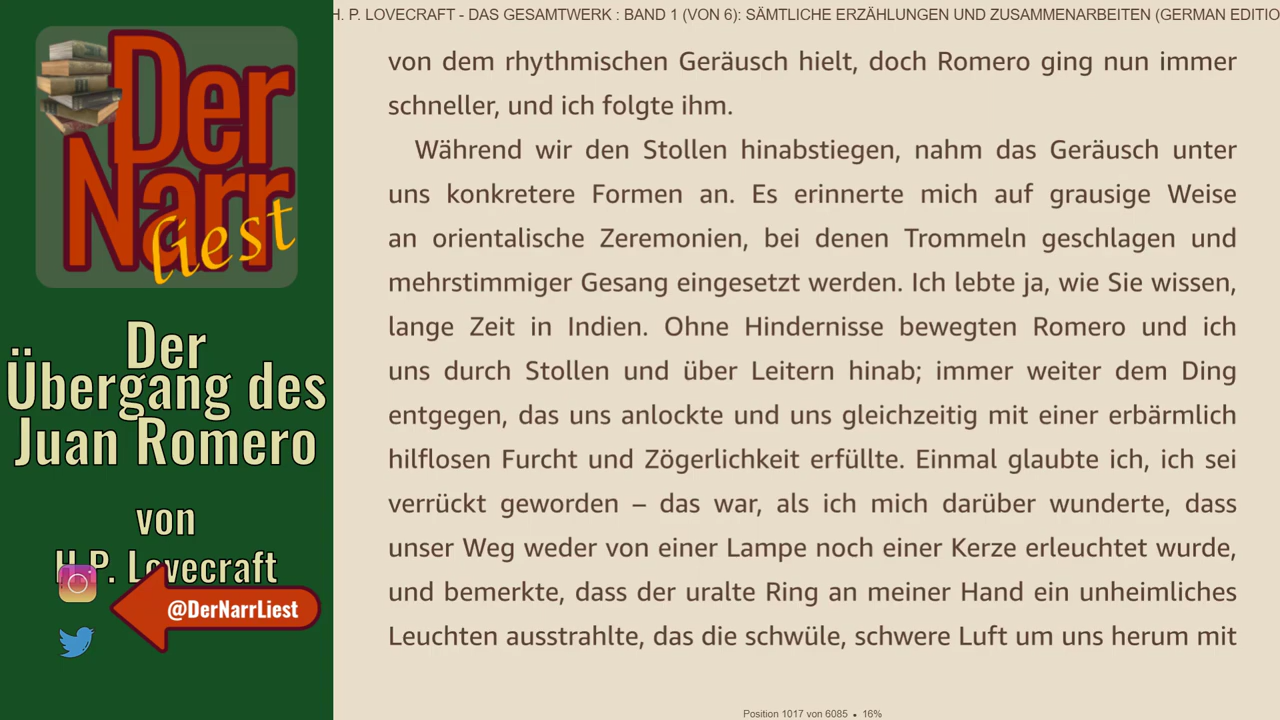 Der
Narr
liest
Der
Übergang des
Juan Romero
von
H.P. Lovecraft
@DerNarrLiest
H. P. LOVECRAFT - DAS GESAMTWERK : BAND 1 (VON 6): SÄMTLICHE ERZÄHLUNGEN UND ZUSAMMENARBEITEN (GERMAN EDITIO
von dem rhythmischen Geräusch hielt, doch Romero ging nun immer
schneller, und ich folgte ihm.
Während wir den Stollen hinabstiegen, nahm das Geräusch unter
uns konkretere Formen an. Es erinnerte mich auf grausige Weise
an orientalische Zeremonien, bei denen Trommeln geschlagen und
mehrstimmiger Gesang eingesetzt werden. Ich lebte ja, wie Sie wissen,
lange Zeit in Indien. Ohne Hindernisse bewegten Romero und ich
uns durch Stollen und über Leitern hinab; immer weiter dem Ding
entgegen, das uns anlockte und uns gleichzeitig mit einer erbärmlich
hilflosen Furcht und Zögerlichkeit erfüllte. Einmal glaubte ich, ich sei
verrückt geworden – das war, als ich mich darüber wunderte, dass
unser Weg weder von einer Lampe noch einer Kerze erleuchtet wurde,
und bemerkte, dass der uralte Ring an meiner Hand ein unheimliches
Leuchten ausstrahlte, das die schwüle, schwere Luft um uns herum mit
Position 1017 von 6085 • 16%